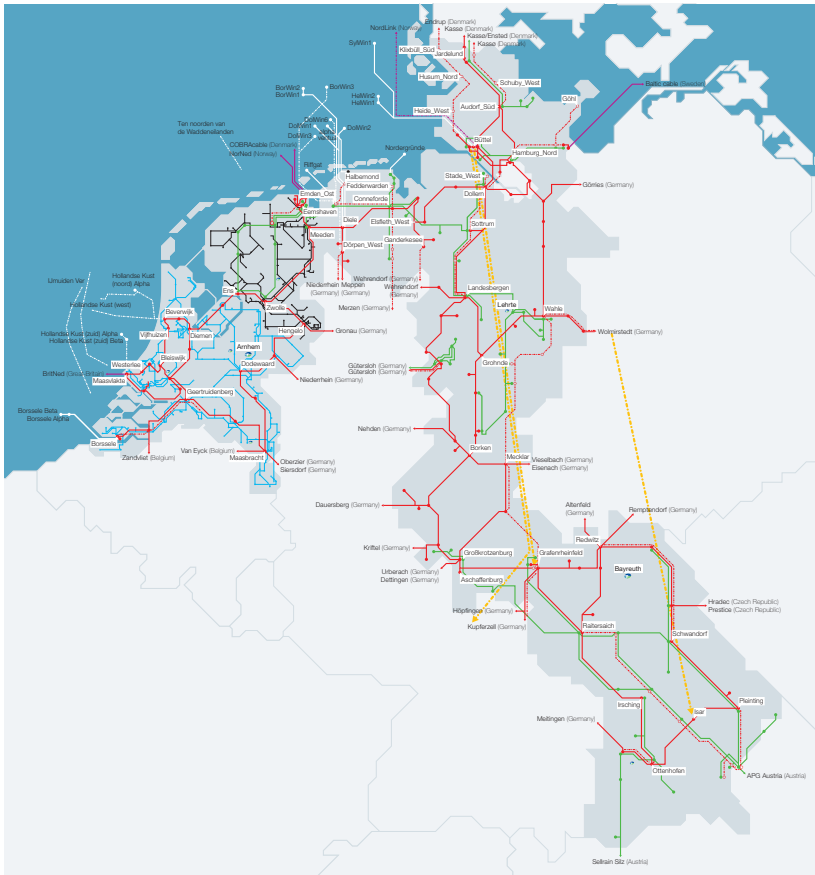 NordLink (Norway)
Endrup (Denmark)
Kassø (Denmark)
Kassø/Ensted (Denmark)
Kassø (Denmark)
SylWin1
Klixbüll_Süd
Jardelund
Husum_Nord
Schuby_West
Baltic cable (Sweden)
BorWin2
BorWin1
BorWin3
HelWin2
HelWin1
Heide_West
Audorf_Süd
Göhl
Ten noorden van
de Waddeneilanden
DolWin6
DolWin1
DolWin3
alpha
ventus
DolWin2
COBRAcable (Denmark)
NorNed (Norway)
Riffgat
Nordergründe
Büttel
Hamburg_Nord
Halbemond
Fedderwarden
Stade_West
Emden_Ost
Conneforde
Dollern
Görries (Germany)
Eemshaven
Diele
Elsfleth_West
Sottrum
Meeden
Dörpen_West
Ganderkesee
IJmuiden Ver
Hollandse Kust
(noord) Alpha
Niederrhein Meppen
(Germany) (Germany)
Wehrendorf (Germany)
Wehrendorf
(Germany)
Landesbergen
Lehrte
Ens
Hollandse Kust (west)
Zwolle
Merzen (Germany)
Wahle
Beverwijk
Hengelo
Gronau (Germany)
Wolmirstedt (Germany)
Hollandse Kust (zuid) Alpha
Hollandse Kust (zuid) Beta
Vijfhuizen
Diemen
Arnhem
Bleiswijk
Dodewaard
Grohnde
Westerlee
Gütersloh (Germany)
Gütersloh (Germany)
BritNed (Great-Britain)
Maasvlakte
Niederrhein (Germany)
Geertruidenberg
Borssele Beta
Borssele Alpha
Nehden (Germany)
Borssele
Borken
Van Eyck (Belgium)
Zandvliet (Belgium)
Maasbracht
Oberzier (Germany)
Siersdorf (Germany)
Mecklar
Vieselbach (Germany)
Eisenach (Germany)
Dauersberg (Germany)
Altenfeld
(Germany)
Remptendorf (Germany)
Redwitz
Kriftel (Germany)
Großkrotzenburg
Grafenrheinfeld
Urberach (Germany)
Dettingen (Germany)
Aschaffenburg
Bayreuth
Höpfingen (Germany)
Hradec (Czech Republic)
Prestice (Czech Republic)
Kupferzell (Germany)
Raitersaich
Schwandorf
Irsching
Pleinting
Isar
Meitingen (Germany)
Ottenhofen
APG Austria (Austria)
Sellrain Silz (Austria)